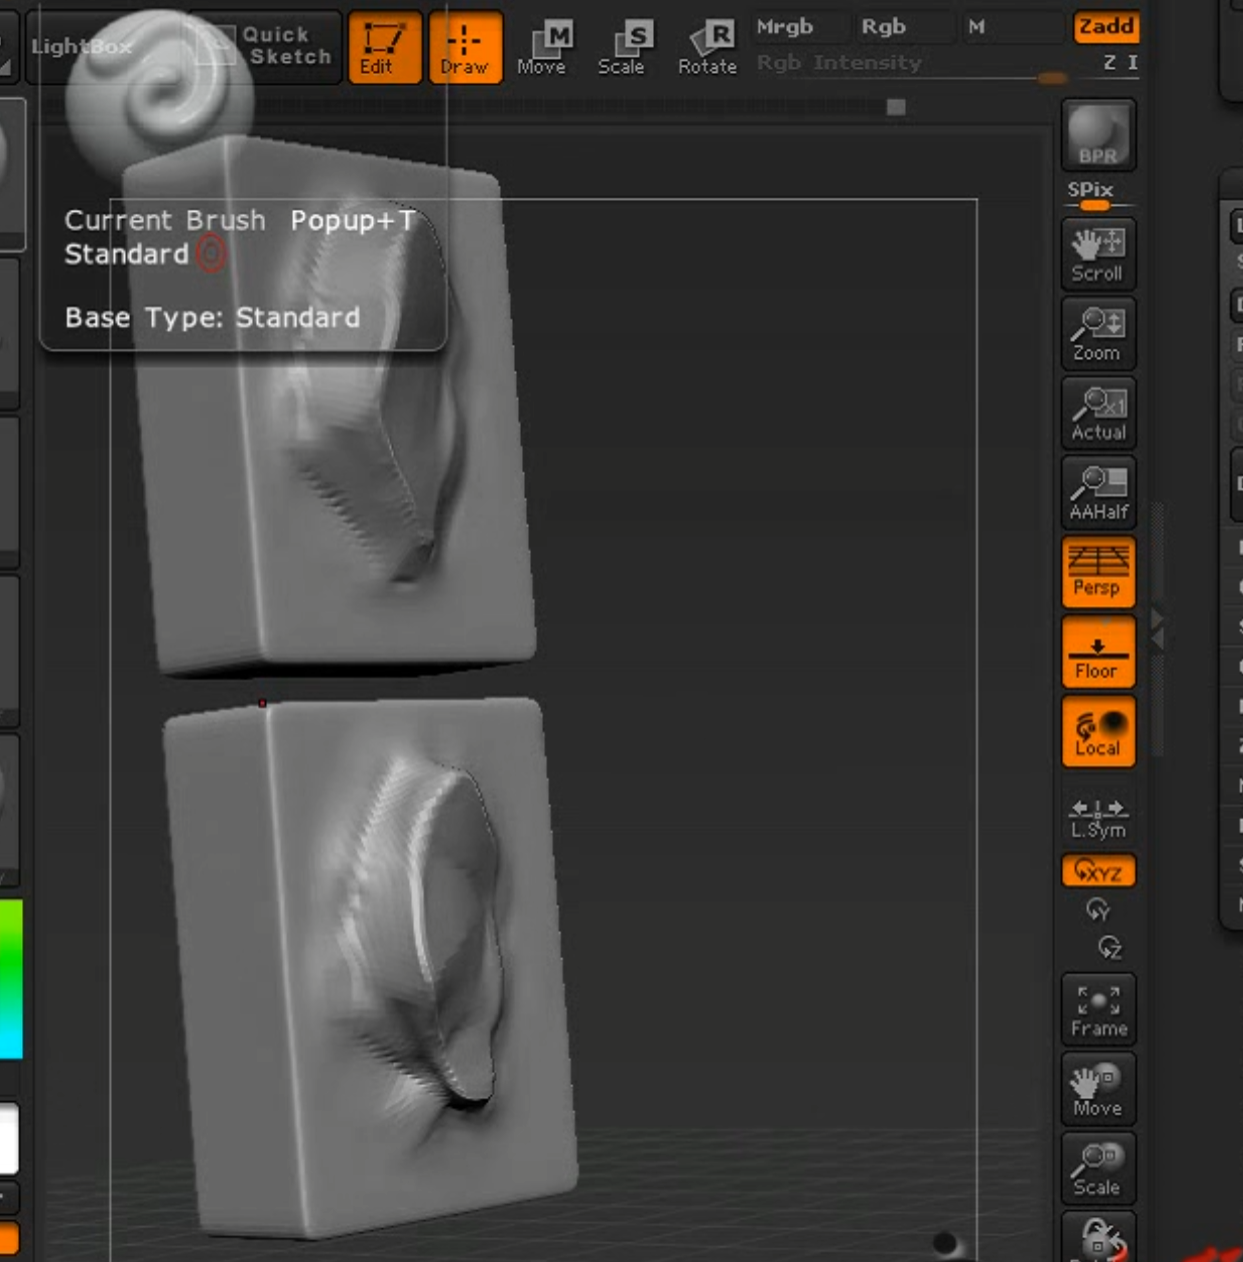 LightBox
Quick
Sketch
Edit
Draw
M
Move
S
Scale
R
Rotate
Mrgb
Rgb
M
Zadd
Rgb Intensity
Z I
BPR
SPix
Current Brush Popup+T
Standard
Base Type: Standard
Scroll
Zoom
x1
Actual
AAHalf
Persp
Floor
Local
L.Sym
XYZ
Y
Z
Frame
Move
Scale